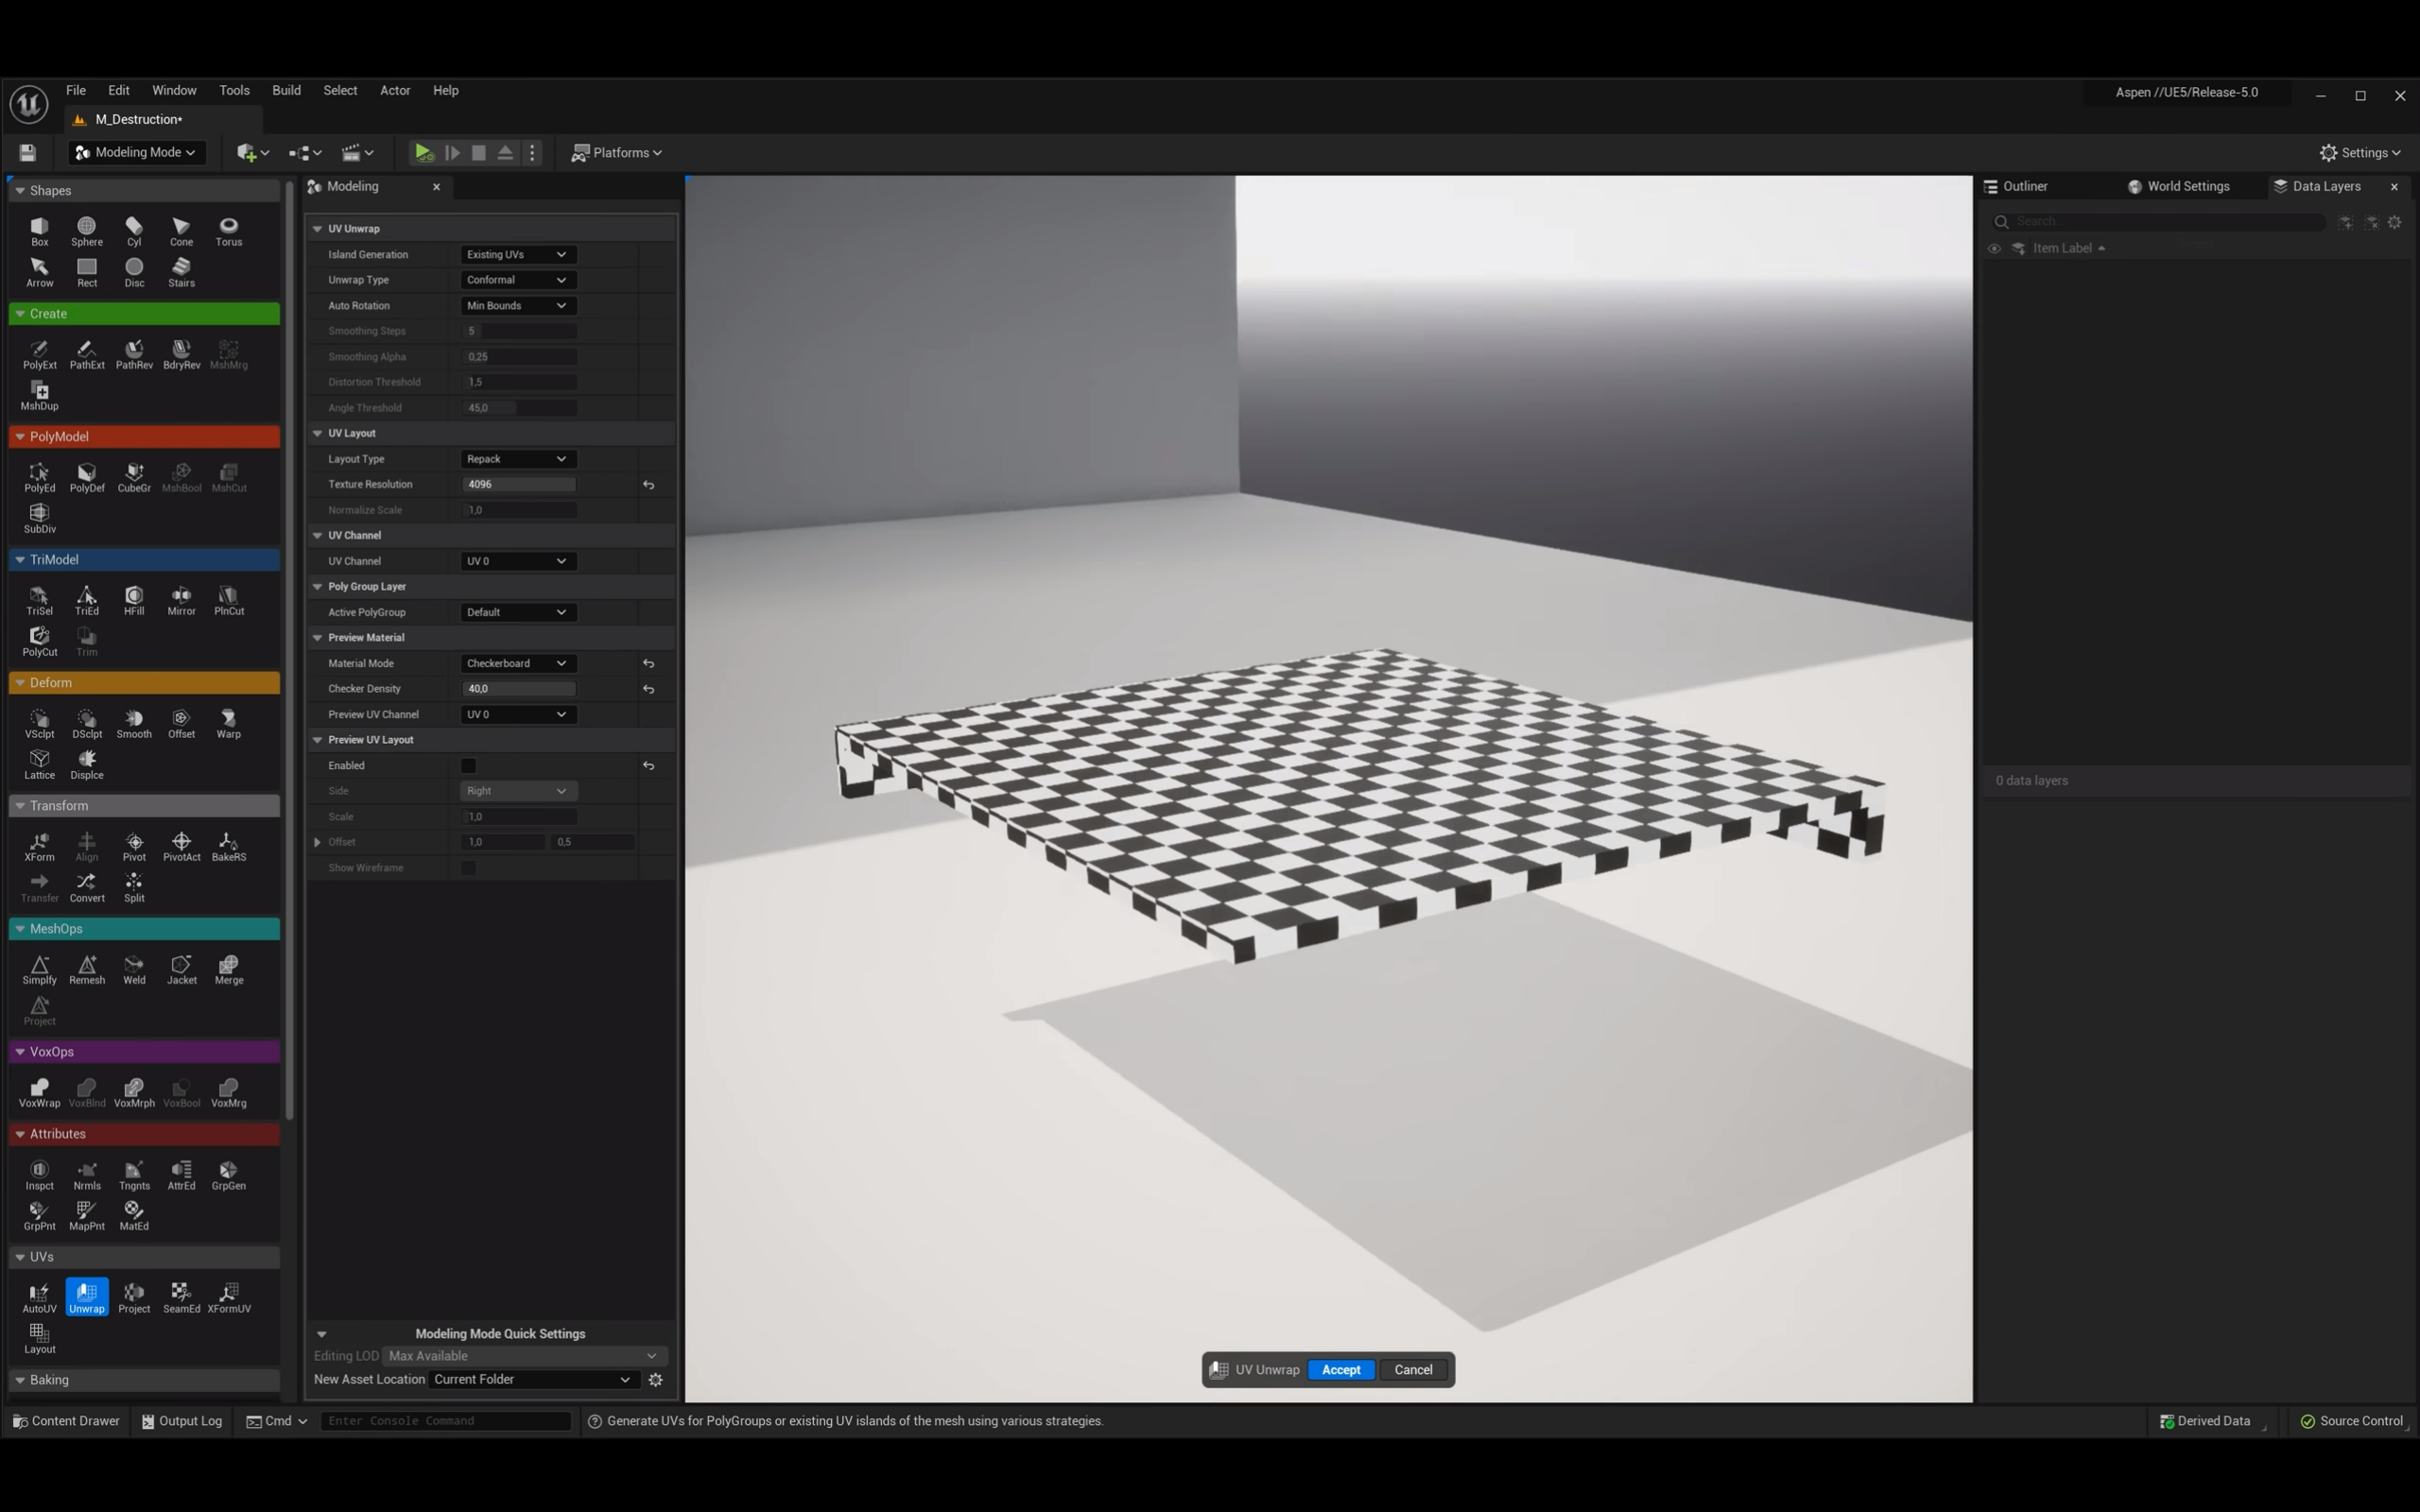 File Edit Window Tools Build Select Actor Help
Aspen //UE5/Release-5.0
M_Destruction*
Modeling Mode
Platforms
Settings
Shapes
Box Sphere Cyl Cone Torus
Arrow Rect Disc Stairs
Create
PolyExt PathExt PathRev BdryRev MshMrg
MshDup
PolyModel
PolyEd PolyDef CubeGr MshBool MshCut
SubDiv
TriModel
TriSel TriEd HFill Mirror PlnCut
PolyCut Trim
Deform
VSclpt DSclpt Smooth Offset Warp
Lattice Displce
Transform
XForm Align Pivot PivotAct BakeRS
Transfer Convert Split
MeshOps
Simplfy Remesh Weld Jacket Merge
Project
VoxOps
VoxWrap VoxBlnd VoxMrph VoxBool VoxMrg
Attributes
Inspct Nrmls Tngnts AttrEd GrpGen
GrpPnt MapPnt MatEd
UVs
AutoUV Unwrap Project SeamEd XFormUV
Layout
Baking
Modeling
UV Unwrap
Island Generation Existing UVs
Unwrap Type Conformal
Auto Rotation Min Bounds
Smoothing Steps 5
Smoothing Alpha 0,25
Distortion Threshold 1,5
Angle Threshold 45,0
UV Layout
Layout Type Repack
Texture Resolution 4096
Normalize Scale 1,0
UV Channel
UV Channel UV 0
Poly Group Layer
Active PolyGroup Default
Preview Material
Material Mode Checkerboard
Checker Density 40,0
Preview UV Channel UV 0
Preview UV Layout
Enabled
Side Right
Scale 1,0
Offset 1,0 0,5
Show Wireframe
Modeling Mode Quick Settings
Editing LOD Max Available
New Asset Location Current Folder
UV Unwrap Accept Cancel
Outliner World Settings Data Layers
Search...
Item Label
0 data layers
Content Drawer Output Log Cmd Enter Console Command Generate UVs for PolyGroups or existing UV islands of the mesh using various strategies. Derived Data Source Control